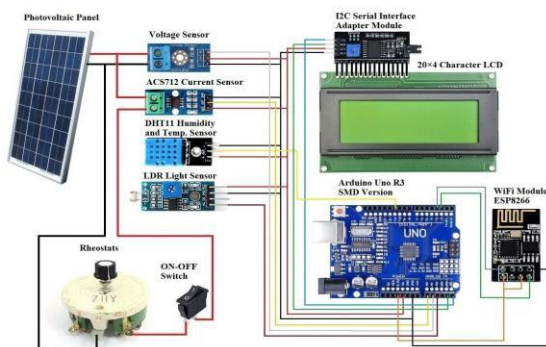 Photovoltaic Panel
Voltage Sensor
I2C Serial Interface
Adapter Module
20×4 Character LCD
ACS712 Current Sensor
DHT11 Humidity
and Temp. Sensor
LDR Light Sensor
Arduino Uno R3
SMD Version
WiFi Module
ESP8266
UNO
Rheostats
ON-OFF
Switch
ZHY